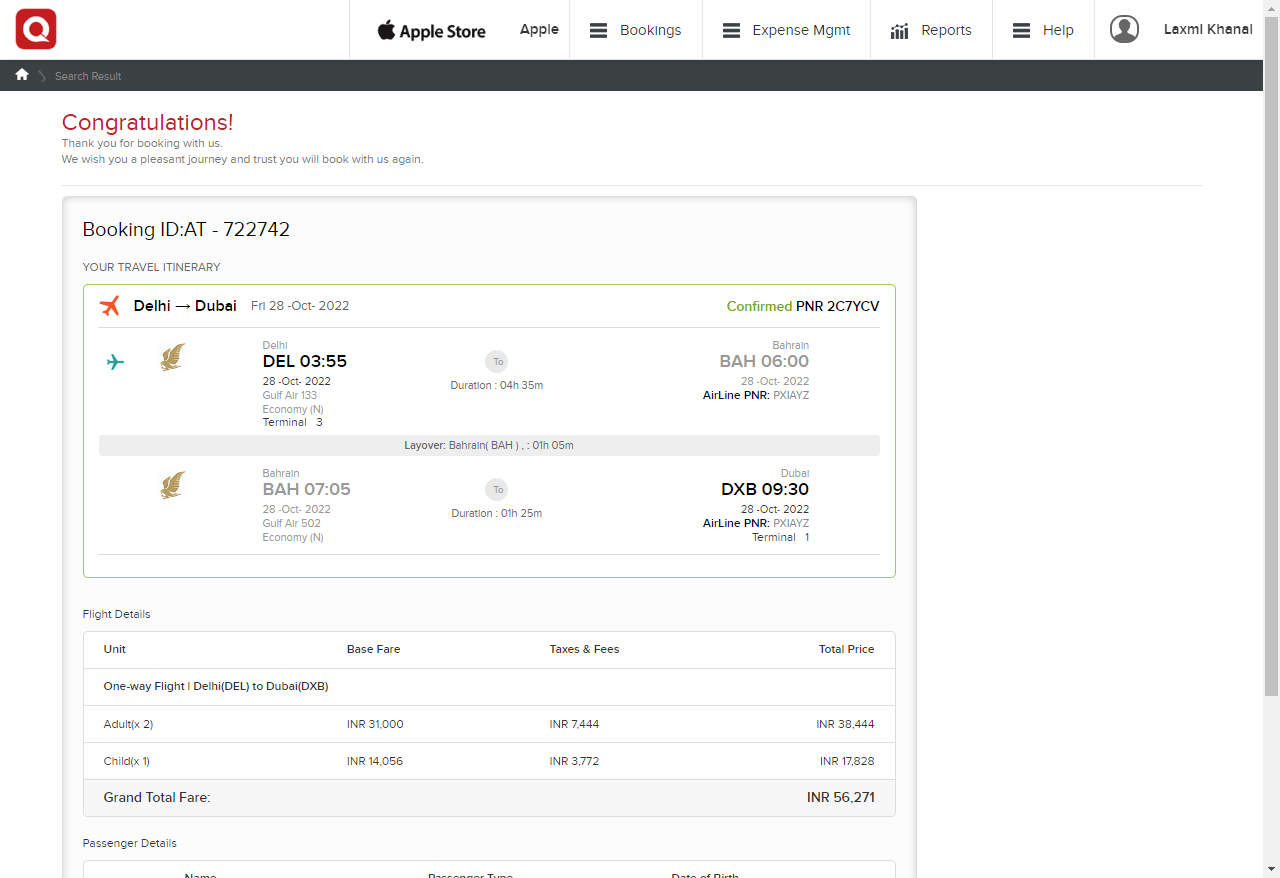 Q
Apple Store
Apple
Bookings
Expense Mgmt
Reports
Help
Laxmi Khanal
Search Result
Congratulations!
Thank you for booking with us.
We wish you a pleasant journey and trust you will book with us again.
Booking ID:AT - 722742
YOUR TRAVEL ITINERARY
Delhi → Dubai Fri 28 -Oct- 2022 Confirmed PNR 2C7YCV
Delhi
DEL 03:55
28 -Oct- 2022
Gulf Air 133
Economy (N)
Terminal 3
To
Duration : 04h 35m
Bahrain
BAH 06:00
28 -Oct- 2022
AirLine PNR: PXIAYZ
Layover: Bahrain( BAH ) , : 01h 05m
Bahrain
BAH 07:05
28 -Oct- 2022
Gulf Air 502
Economy (N)
To
Duration : 01h 25m
Dubai
DXB 09:30
28 -Oct- 2022
AirLine PNR: PXIAYZ
Terminal 1
Flight Details
Unit Base Fare Taxes & Fees Total Price
One-way Flight | Delhi(DEL) to Dubai(DXB)
Adult(x 2) INR 31,000 INR 7,444 INR 38,444
Child(x 1) INR 14,056 INR 3,772 INR 17,828
Grand Total Fare: INR 56,271
Passenger Details
Name Passenger Type Date of Birth